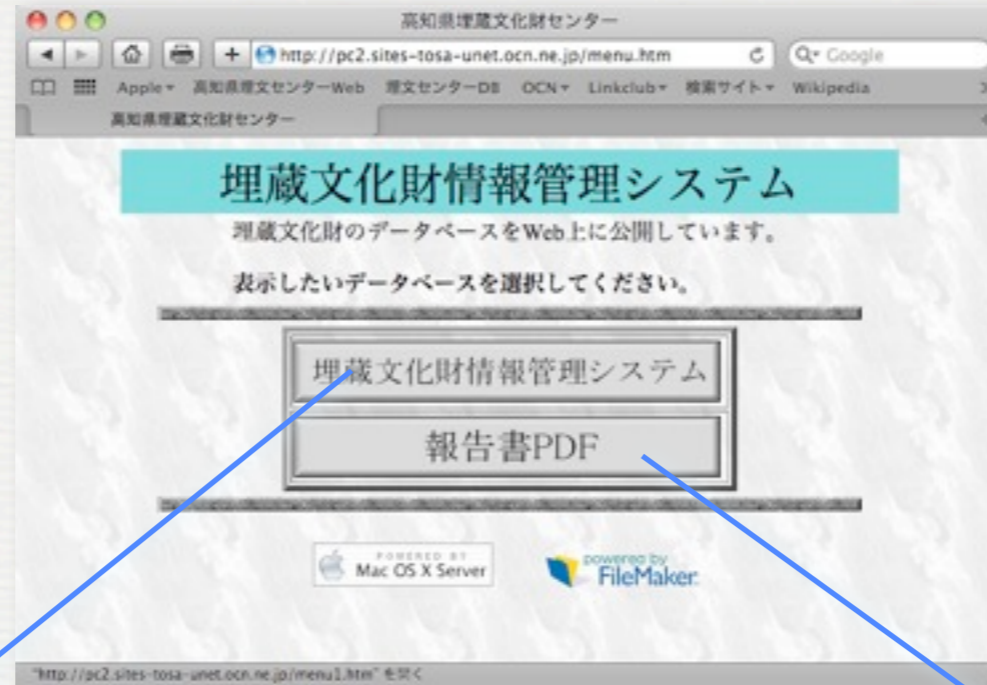 高知県埋蔵文化財センター
http://pc2.sites-tosa-unet.ocn.ne.jp/menu.htm
Google
Apple 高知県埋文センターWeb 埋文センターDB OCN Linkclub 検索サイト Wikipedia
高知県埋蔵文化財センター
埋蔵文化財情報管理システム
埋蔵文化財のデータベースをWeb上に公開しています。
表示したいデータベースを選択してください。
埋蔵文化財情報管理システム
報告書PDF
POWERED BY
Mac OS X Server
powered by
FileMaker.
"http://pc2.sites-tosa-unet.ocn.ne.jp/menu1.htm" を開く